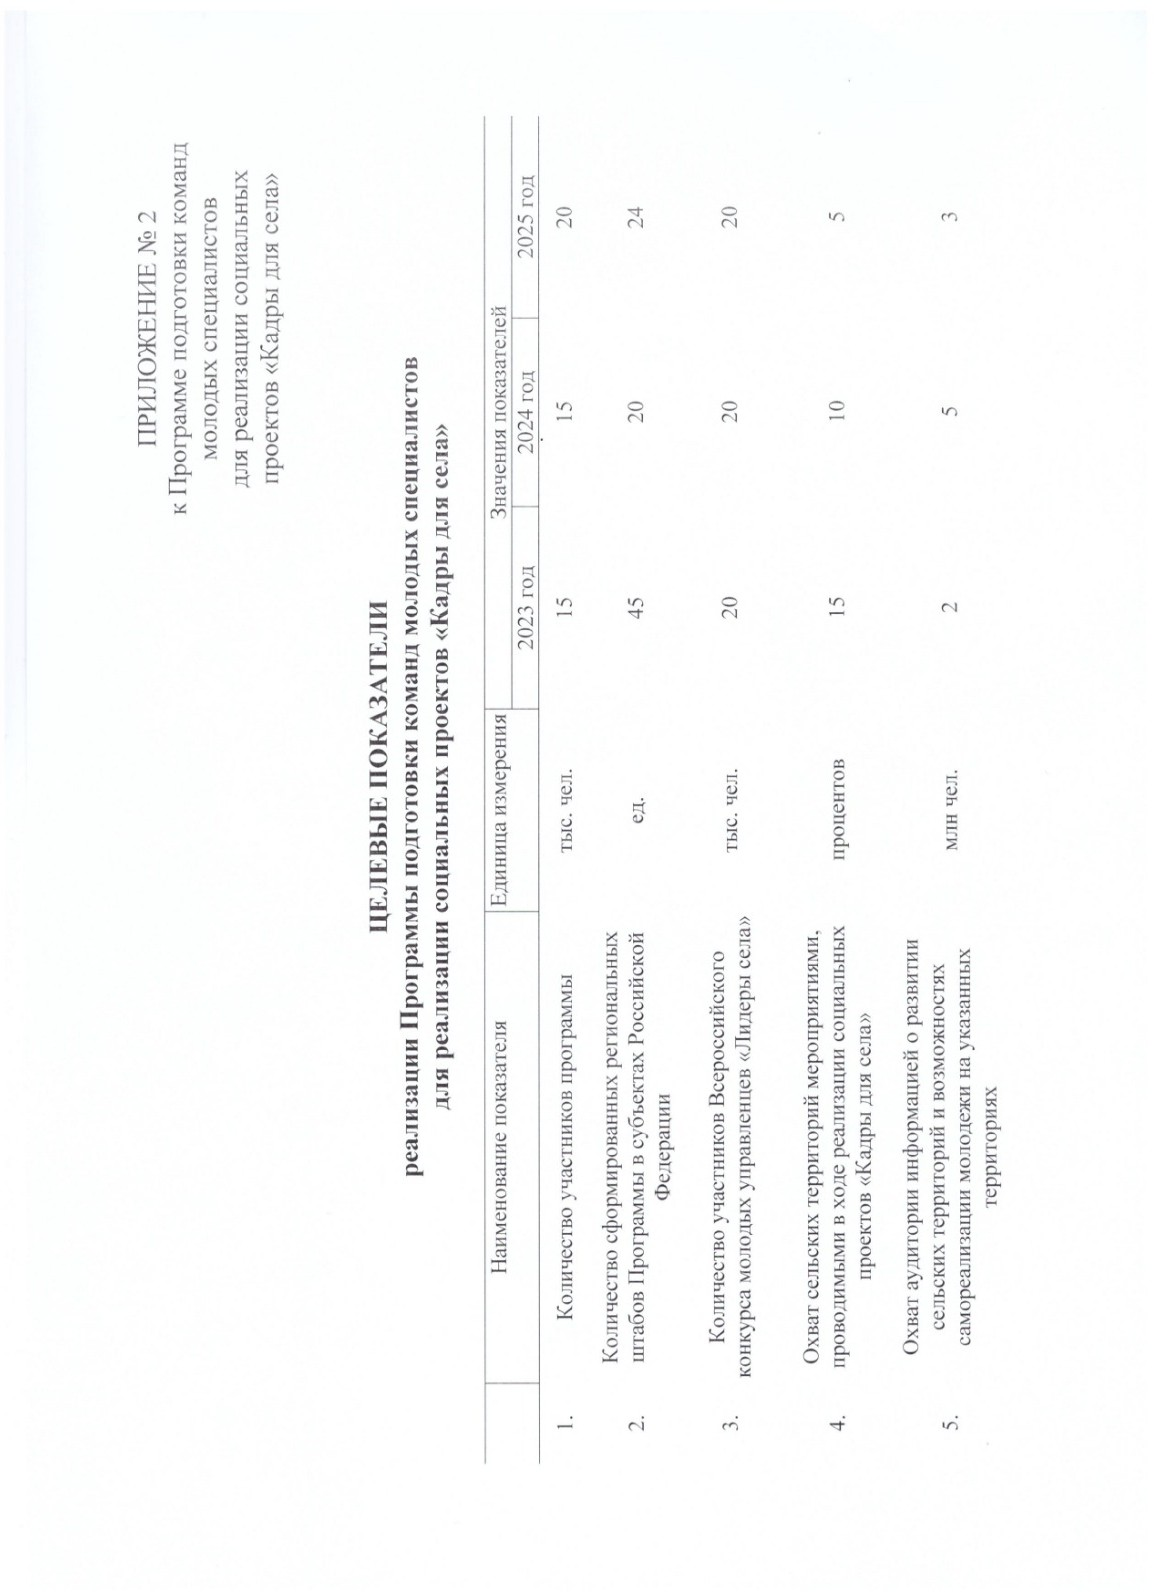 ПРИЛОЖЕНИЕ № 2
к Программе подготовки команд
молодых специалистов
для реализации социальных
проектов «Кадры для села»
ЦЕЛЕВЫЕ ПОКАЗАТЕЛИ
реализации Программы подготовки команд молодых специалистов
для реализации социальных проектов «Кадры для села»
Наименование показателя Единица измерения Значения показателей
2023 год 2024 год 2025 год
1. Количество участников программы тыс. чел. 15 15 20
Количество сформированных региональных
2. штабов Программы в субъектах Российской ед. 45 20 24
Федерации
Количество участников Всероссийского
3. конкурса молодых управленцев «Лидеры села» тыс. чел. 20 20 20
Охват сельских территорий мероприятиями,
4. проводимыми в ходе реализации социальных процентов 15 10 5
проектов «Кадры для села»
Охват аудитории информацией о развитии
сельских территорий и возможностях
5. самореализации молодежи на указанных млн чел. 2 5 3
территориях